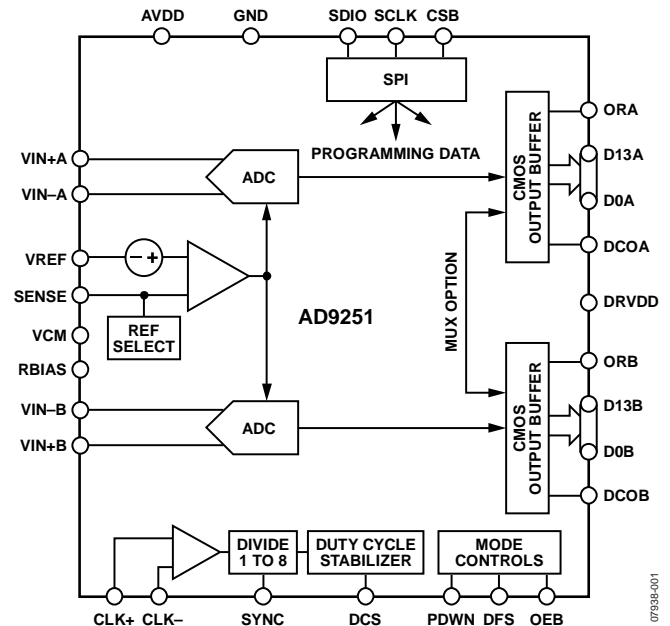 AVDD
GND
SDIO
SCLK
CSB
SPI
PROGRAMMING DATA
VIN+A
VIN–A
ADC
CMOS
OUTPUT BUFFER
ORA
D13A
D0A
DCOA
VREF
– +
SENSE
REF
SELECT
VCM
RBIAS
AD9251
MUX OPTION
DRVDD
VIN–B
VIN+B
ADC
CMOS
OUTPUT BUFFER
ORB
D13B
D0B
DCOB
DIVIDE
1 TO 8
DUTY CYCLE
STABILIZER
MODE
CONTROLS
CLK+
CLK–
SYNC
DCS
PDWN
DFS
OEB
07938-001